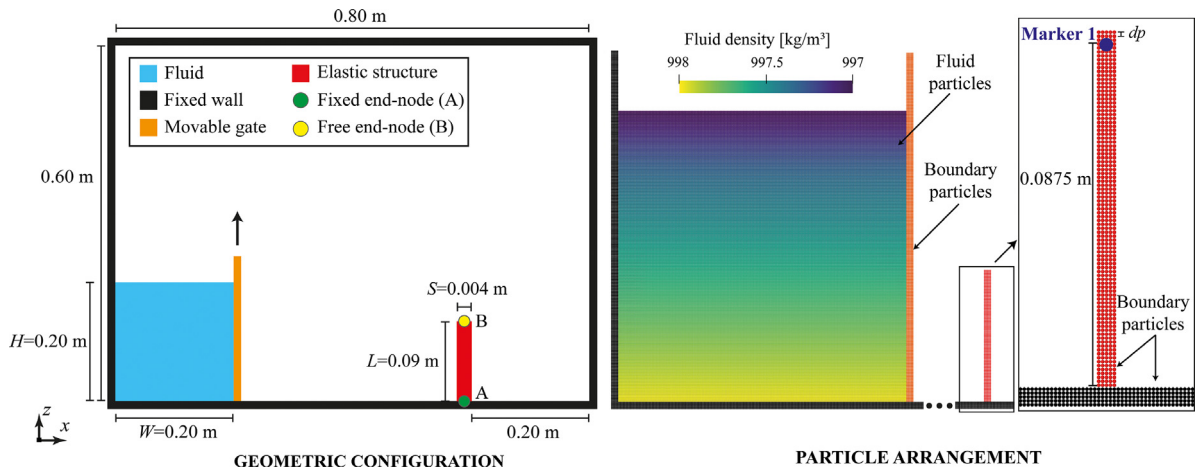 0.80 m
Fluid
Fixed wall
Movable gate
Elastic structure
Fixed end-node (A)
Free end-node (B)
0.60 m
H=0.20 m
S=0.004 m
B
L=0.09 m
A
z
x
W=0.20 m
0.20 m
GEOMETRIC CONFIGURATION
Fluid density [kg/m³]
998
997.5
997
Fluid
particles
Boundary
particles
Marker 1
dp
0.0875 m
Boundary
particles
PARTICLE ARRANGEMENT